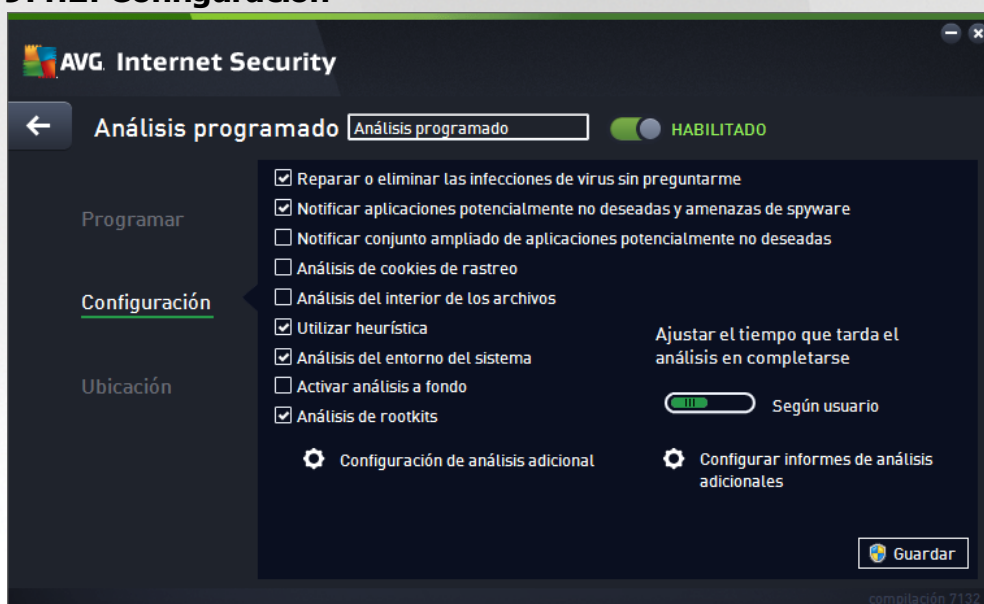 Configuración
AVG. Internet Security
Análisis programado Análisis programado HABILITADO
Programar
Configuración
Ubicación
Reparar o eliminar las infecciones de virus sin preguntarme
Notificar aplicaciones potencialmente no deseadas y amenazas de spyware
Notificar conjunto ampliado de aplicaciones potencialmente no deseadas
Análisis de cookies de rastreo
Análisis del interior de los archivos
Utilizar heurística
Análisis del entorno del sistema
Activar análisis a fondo
Análisis de rootkits
Ajustar el tiempo que tarda el
análisis en completarse
Según usuario
Configuración de análisis adicional
Configurar informes de análisis
adicionales
Guardar
compilación 7132